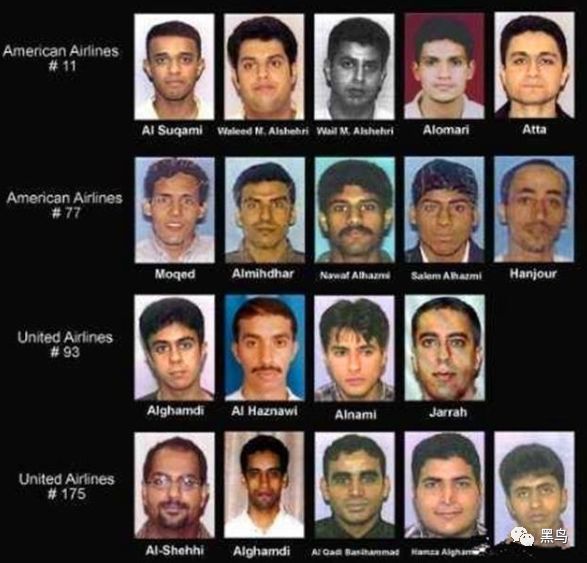 American Airlines
# 11
Al Suqami
Waleed M. Alshehri
Wail M. Alshehri
Alomari
Atta
American Airlines
# 77
Moqed
Almihdhar
Nawaf Alhazmi
Salem Alhazmi
Hanjour
United Airlines
# 93
Alghamdi
Al Haznawi
Alnami
Jarrah
United Airlines
# 175
Al-Shehhi
Alghamdi
Al Qadi Banihammad
Hamza
黑鸟